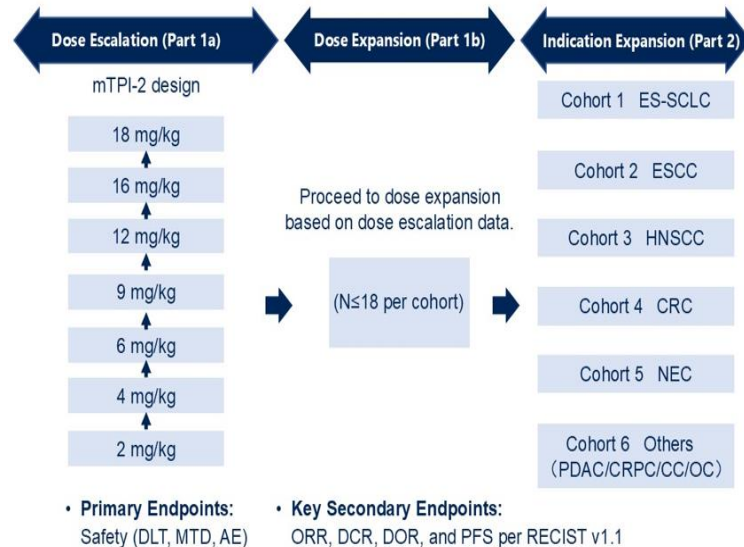 Dose Escalation (Part 1a)
mTPI-2 design
18 mg/kg
16 mg/kg
12 mg/kg
9 mg/kg
6 mg/kg
4 mg/kg
2 mg/kg
Dose Expansion (Part 1b)
Proceed to dose expansion
based on dose escalation data.
(N≤18 per cohort)
Indication Expansion (Part 2)
Cohort 1 ES-SCLC
Cohort 2 ESCC
Cohort 3 HNSCC
Cohort 4 CRC
Cohort 5 NEC
Cohort 6 Others
（PDAC/CRPC/CC/OC）
• Primary Endpoints:
Safety (DLT, MTD, AE)
• Key Secondary Endpoints:
ORR, DCR, DOR, and PFS per RECIST v1.1